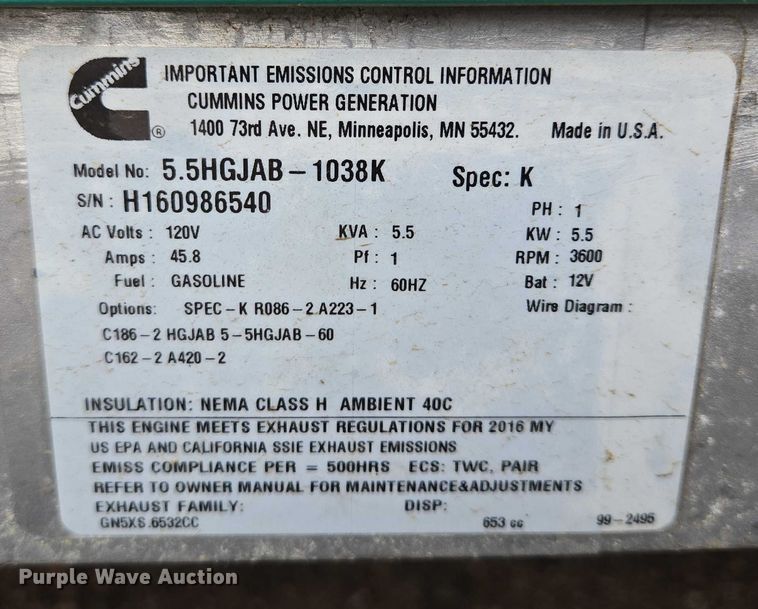 Cummins
®
IMPORTANT EMISSIONS CONTROL INFORMATION
CUMMINS POWER GENERATION
1400 73rd Ave. NE, Minneapolis, MN 55432. Made in U.S.A.
Model No: 5.5HGJAB-1038K Spec: K
S/N : H160986540 PH : 1
AC Volts : 120V KVA : 5.5 KW : 5.5
Amps : 45.8 Pf : 1 RPM : 3600
Fuel : GASOLINE Hz : 60HZ Bat : 12V
Options: SPEC-K R086-2 A223-1 Wire Diagram :
C186-2 HGJAB 5-5HGJAB-60
C162-2 A420-2
INSULATION: NEMA CLASS H AMBIENT 40C
THIS ENGINE MEETS EXHAUST REGULATIONS FOR 2016 MY
US EPA AND CALIFORNIA SSIE EXHAUST EMISSIONS
EMISS COMPLIANCE PER = 500HRS ECS: TWC, PAIR
REFER TO OWNER MANUAL FOR MAINTENANCE&ADJUSTMENTS
EXHAUST FAMILY: DISP:
GN5XS.6532CC 653 cc 99-2495
Purple Wave Auction